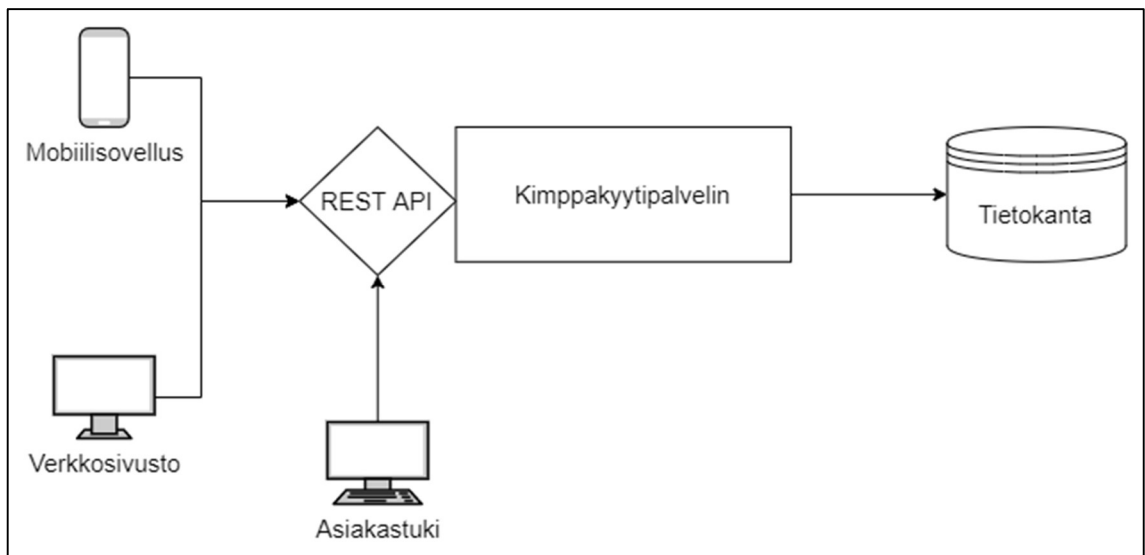 Mobiilisovellus
REST API
Kimppakyytipalvelin
Tietokanta
Verkkosivusto
Asiakastuki